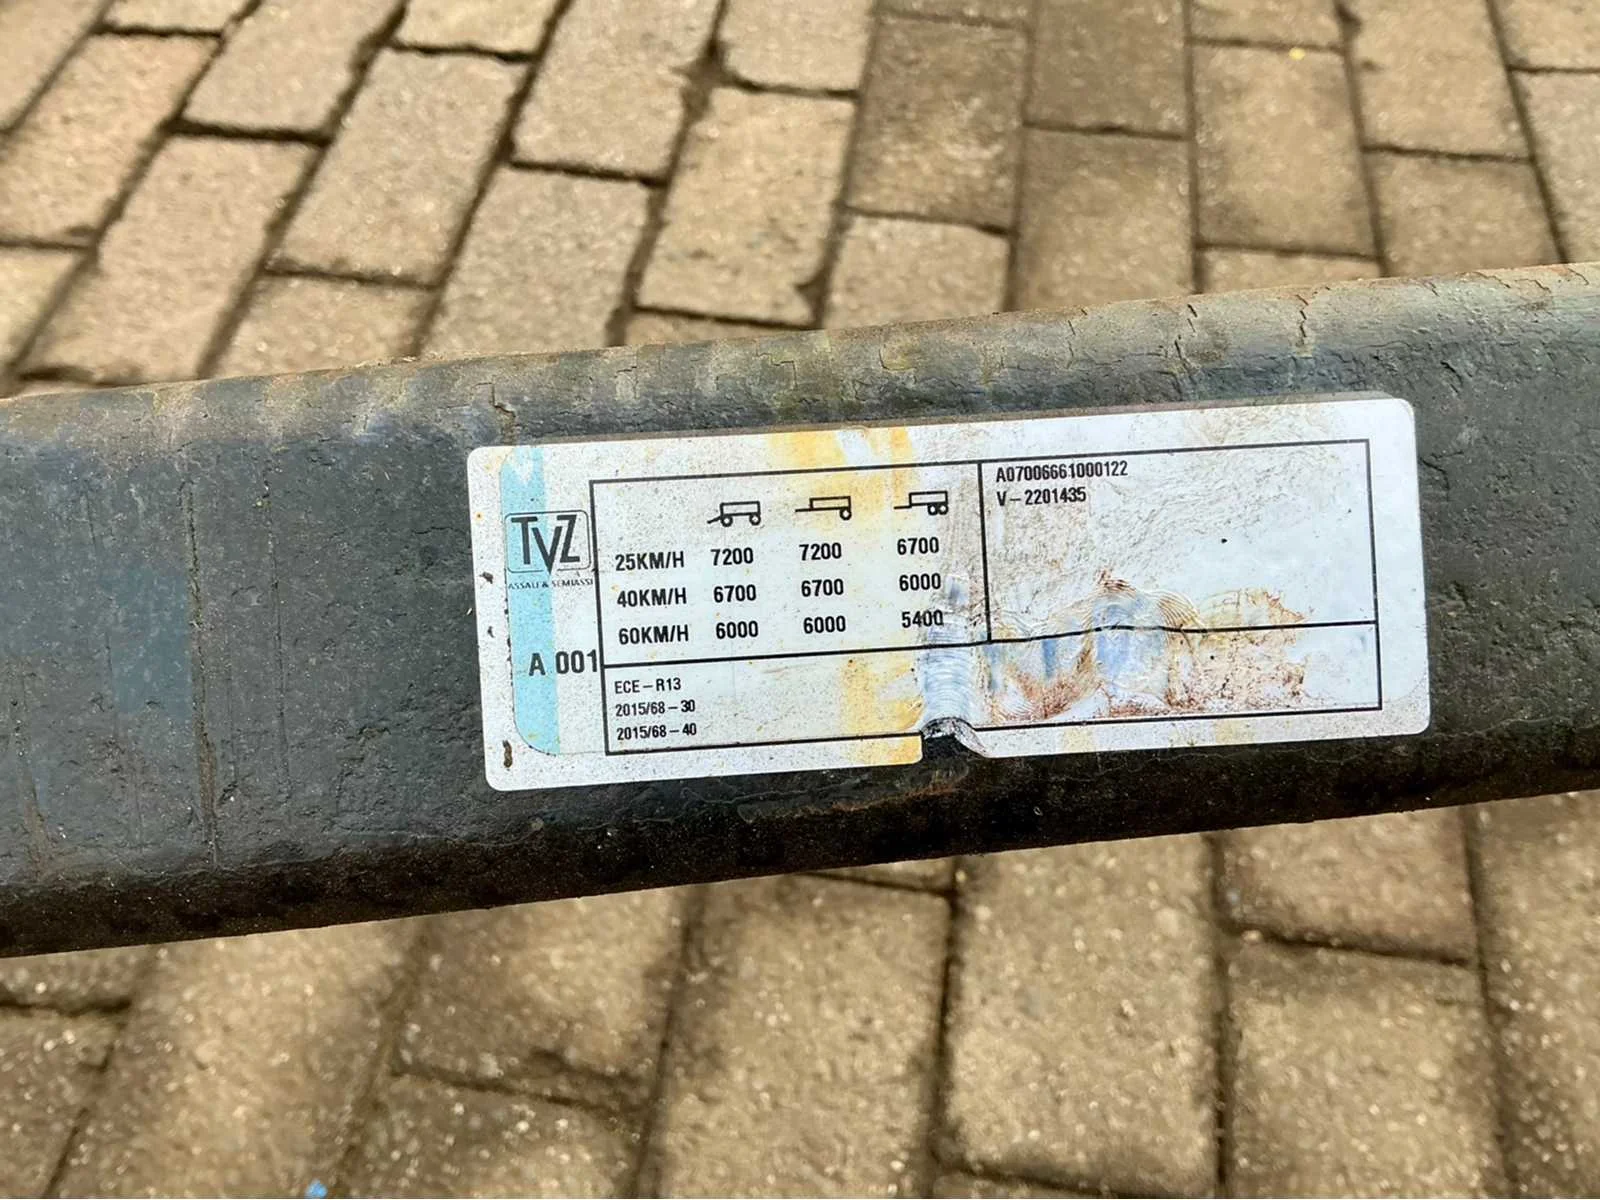 TVZ
ASSALI & SEMIASSI
A 001
25KM/H 7200 7200 6700
40KM/H 6700 6700 6000
60KM/H 6000 6000 5400
A07006661000122
V-2201435
ECE-R13
2015/68-30
2015/68-40